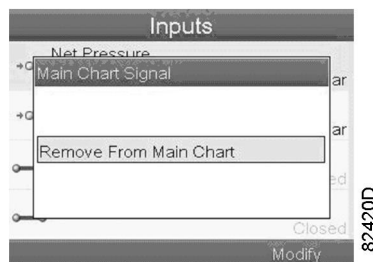 Inputs
Net Pressure
Main Chart Signal
ar
ar
Remove From Main Chart
ed
Closed
Modify
82420D